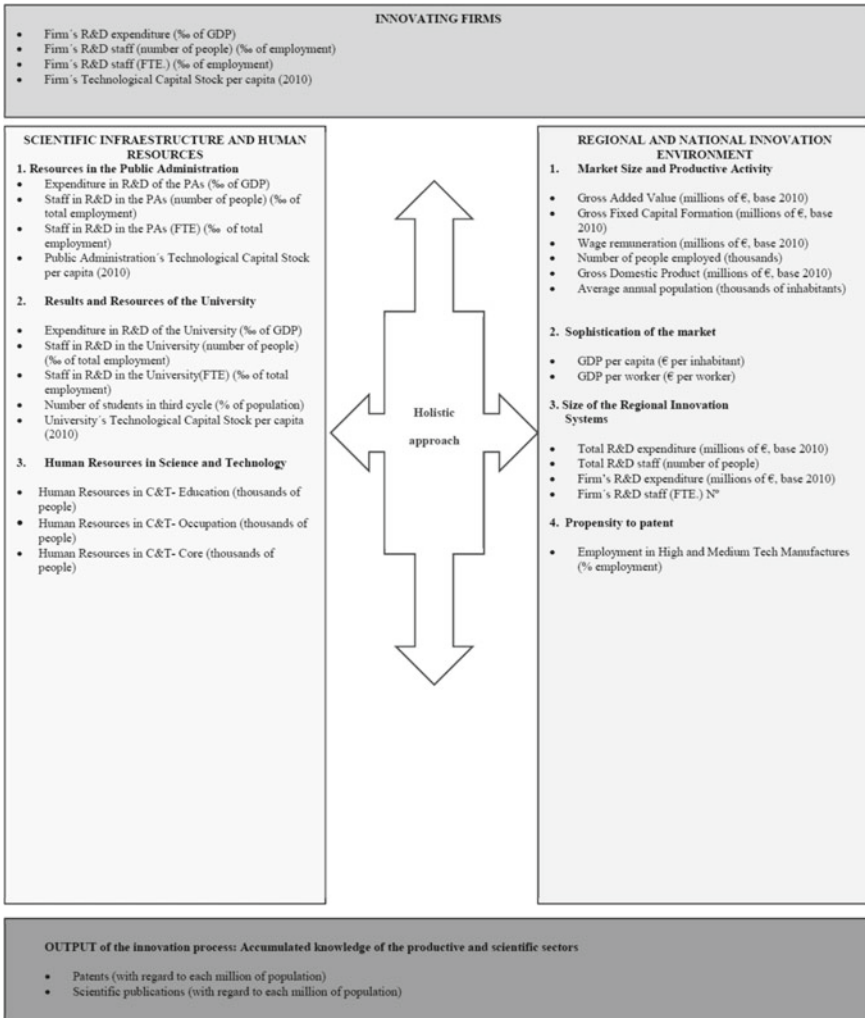 INNOVATING FIRMS
• Firm´s R&D expenditure (‰ of GDP)
• Firm´s R&D staff (number of people) (‰ of employment)
• Firm´s R&D staff (FTE.) (‰ of employment)
• Firm´s Technological Capital Stock per capita (2010)
SCIENTIFIC INFRAESTRUCTURE AND HUMAN
RESOURCES
1. Resources in the Public Administration
• Expenditure in R&D of the PAs (‰ of GDP)
• Staff in R&D in the PAs (number of people) (‰ of
total employment)
• Staff in R&D in the PAs (FTE) (‰ of total
employment)
• Public Administration´s Technological Capital Stock
per capita (2010)
2. Results and Resources of the University
• Expenditure in R&D of the University (‰ of GDP)
• Staff in R&D in the University (number of people)
(‰ of total employment)
• Staff in R&D in the University(FTE) (‰ of total
employment)
• Number of students in third cycle (% of population)
• University´s Technological Capital Stock per capita
(2010)
3. Human Resources in Science and Technology
• Human Resources in C&T- Education (thousands of
people)
• Human Resources in C&T- Occupation (thousands of
people)
• Human Resources in C&T- Core (thousands of
people)
Holistic
approach
REGIONAL AND NATIONAL INNOVATION
ENVIRONMENT
1. Market Size and Productive Activity
• Gross Added Value (millions of €, base 2010)
• Gross Fixed Capital Formation (millions of €, base
2010)
• Wage remuneration (millions of €, base 2010)
• Number of people employed (thousands)
• Gross Domestic Product (millions of €, base 2010)
• Average annual population (thousands of inhabitants)
2. Sophistication of the market
• GDP per capita (€ per inhabitant)
• GDP per worker (€ per worker)
3. Size of the Regional Innovation
Systems
• Total R&D expenditure (millions of €, base 2010)
• Total R&D staff (number of people)
• Firm's R&D expenditure (millions of €, base 2010)
• Firm´s R&D staff (FTE.) Nº
4. Propensity to patent
• Employment in High and Medium Tech Manufactures
(% employment)
OUTPUT of the innovation process: Accumulated knowledge of the productive and scientific sectors
• Patents (with regard to each million of population)
• Scientific publications (with regard to each million of population)